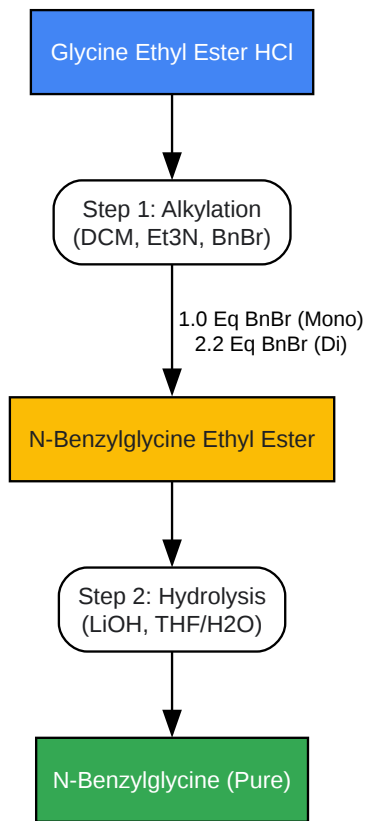 Glycine Ethyl Ester HCl
Step 1: Alkylation
(DCM, Et3N, BnBr)
1.0 Eq BnBr (Mono)
2.2 Eq BnBr (Di)
N-Benzylglycine Ethyl Ester
Step 2: Hydrolysis
(LiOH, THF/H2O)
N-Benzylglycine (Pure)